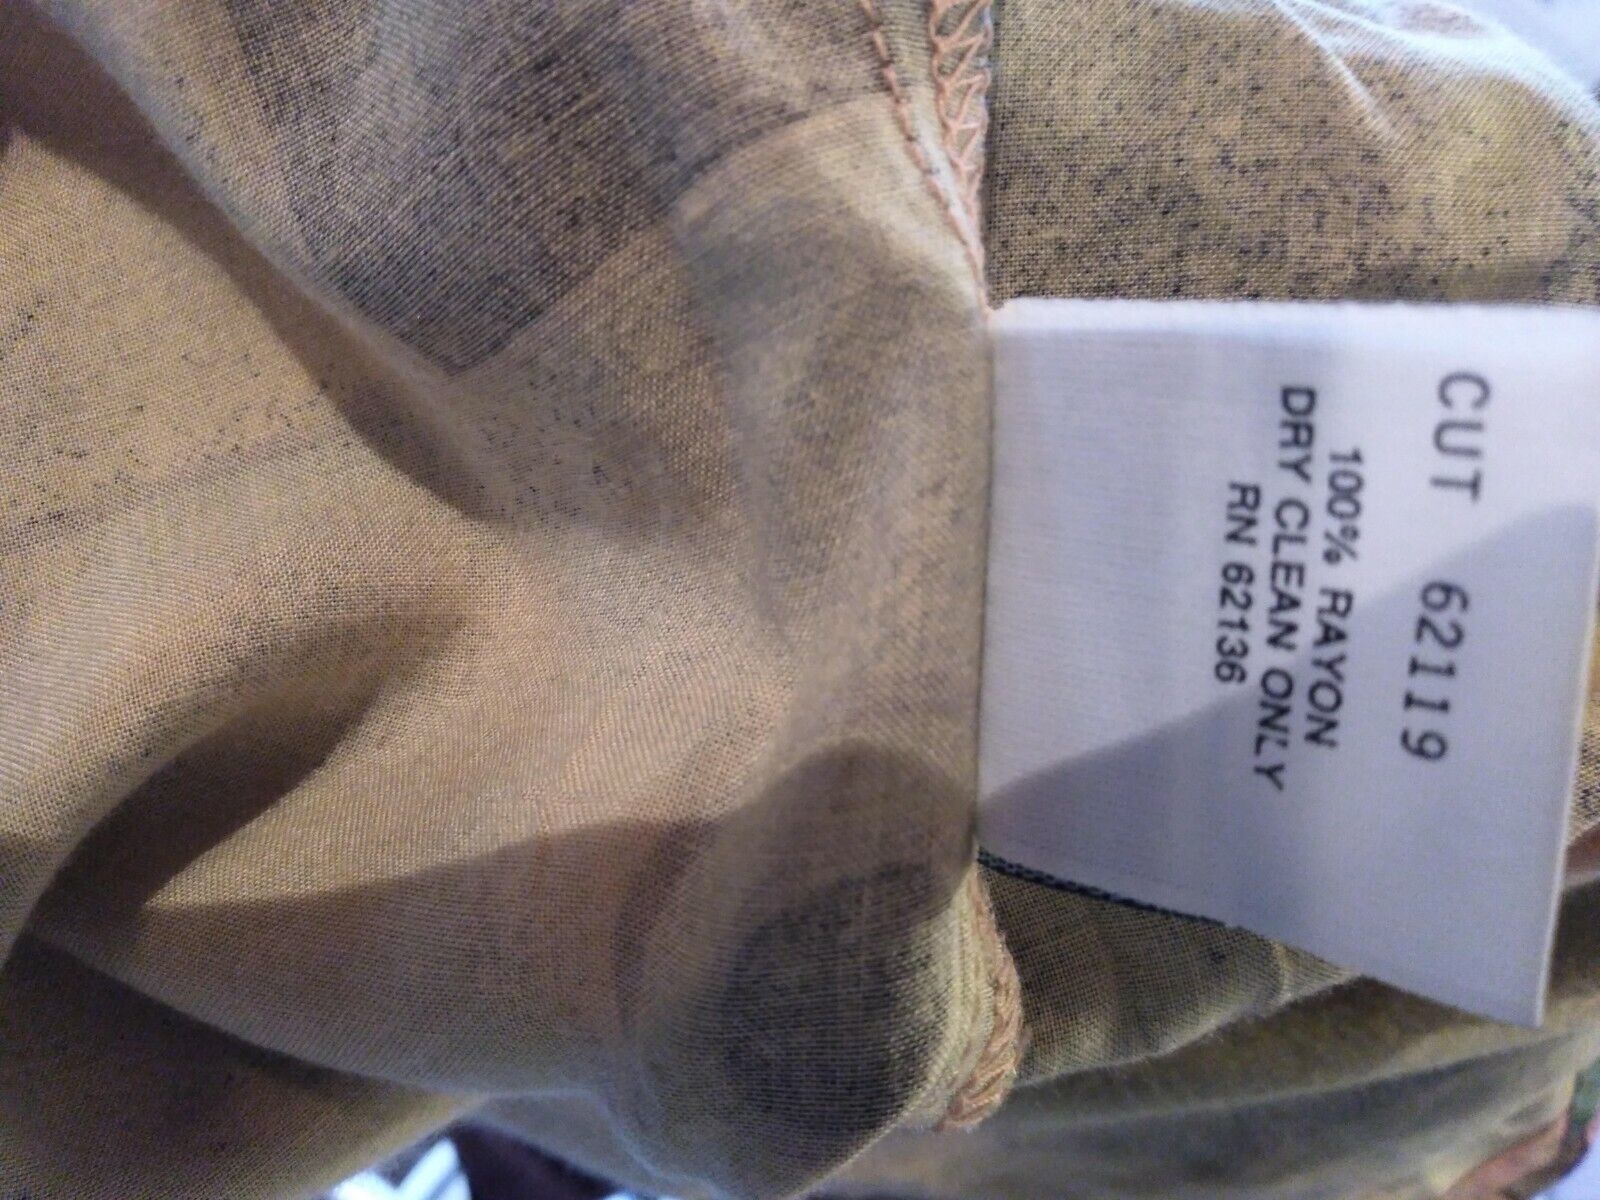 CUT 62119
100% RAYON
DRY CLEAN ONLY
RN 62136